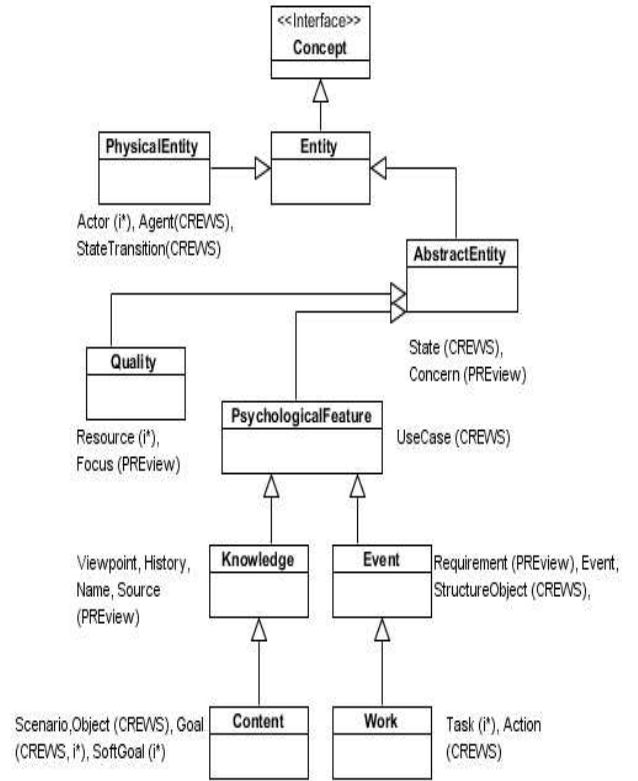 <<Interface>>
Concept
PhysicalEntity
Entity
Actor (i*), Agent(CREWS),
StateTransition(CREWS)
AbstractEntity
State (CREWS),
Concern (PREview)
Quality
Resource (i*),
Focus (PREview)
PsychologicalFeature
UseCase (CREWS)
Viewpoint, History,
Name, Source
(PREview)
Knowledge
Event
Requirement (PREview), Event,
StructureObject (CREWS),
Scenario,Object (CREWS), Goal
(CREWS, i*), SoftGoal (i*)
Content
Work
Task (i*), Action
(CREWS)